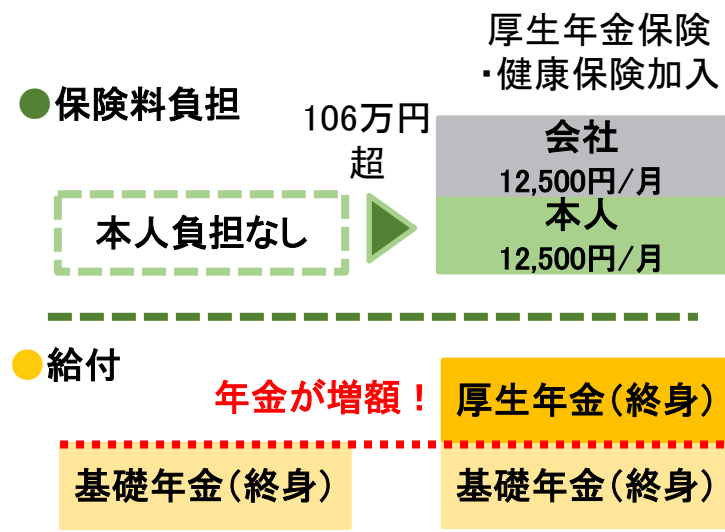 厚生年金保険
・健康保険加入
●保険料負担
106万円
超
会社
12,500円/月
本人負担なし
本人
12,500円/月
●給付
年金が増額！
厚生年金(終身)
基礎年金(終身)
基礎年金(終身)